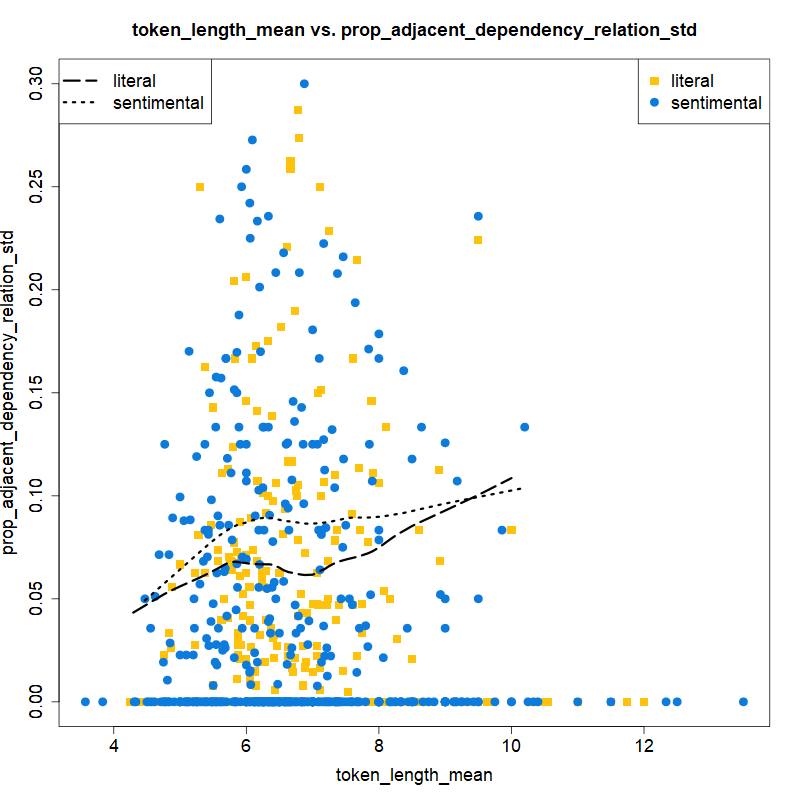 token_length_mean vs. prop_adjacent_dependency_relation_std
literal
sentimental
literal
sentimental
prop_adjacent_dependency_relation_std
0.30
0.25
0.20
0.15
0.10
0.05
0.00
4 6 8 10 12
token_length_mean